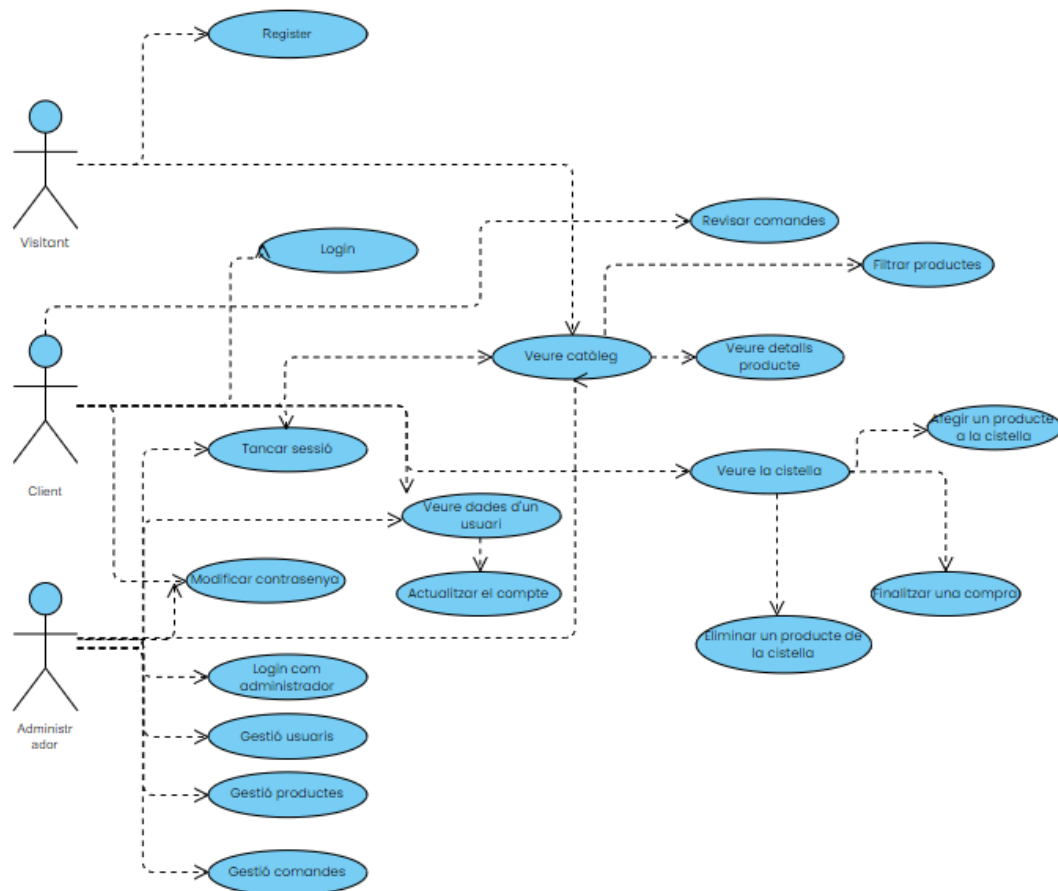 Register
Visitant
Revisar comandes
Login
Filtrar productes
Veure catàleg
Veure detalls
producte
Afegir un producte
a la cistella
Tancar sessió
Veure la cistella
Client
Veure dades d'un
usuari
Modificar contrasenya
Actualitzar el compte
Finalitzar una compra
Eliminar un producte de
la cistella
Login com
administrador
Administr
ador
Gestió usuaris
Gestió productes
Gestió comandes